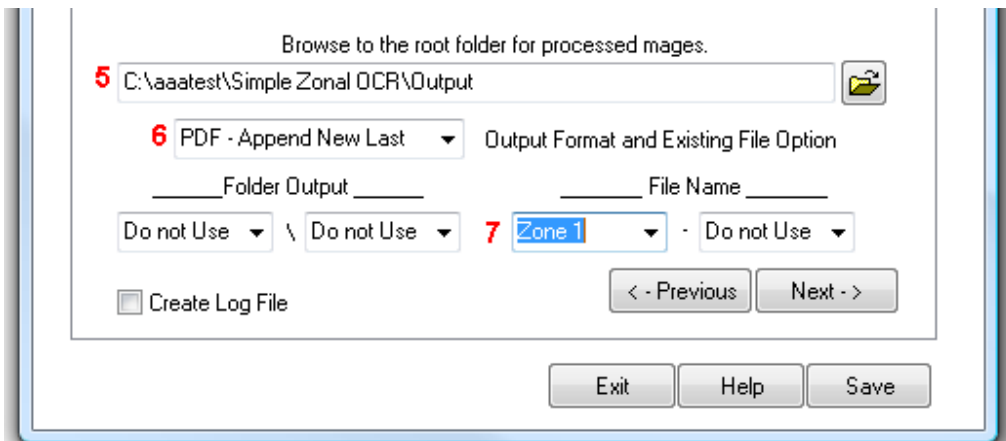 Browse to the root folder for processed mages.
5 C:\aaatest\Simple Zonal OCR\Output
6 PDF - Append New Last Output Format and Existing File Option
______Folder Output ______ ________ File Name _______
Do not Use \ Do not Use 7 Zone 1 - Do not Use
Create Log File < - Previous Next - >
Exit Help Save